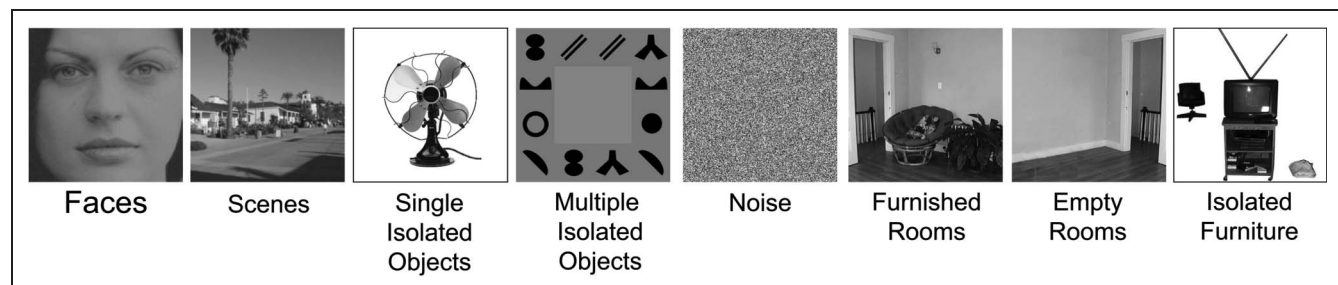 Faces
Scenes
Single
Isolated
Objects
Multiple
Isolated
Objects
Noise
Furnished
Rooms
Empty
Rooms
Isolated
Furniture